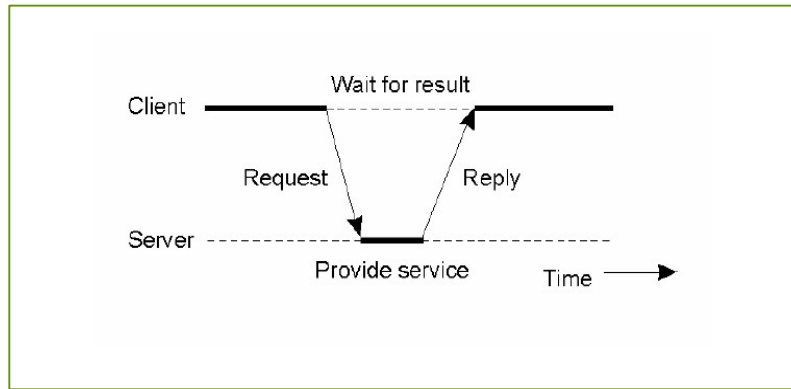 Wait for result
Client
Request
Reply
Server
Provide service
Time